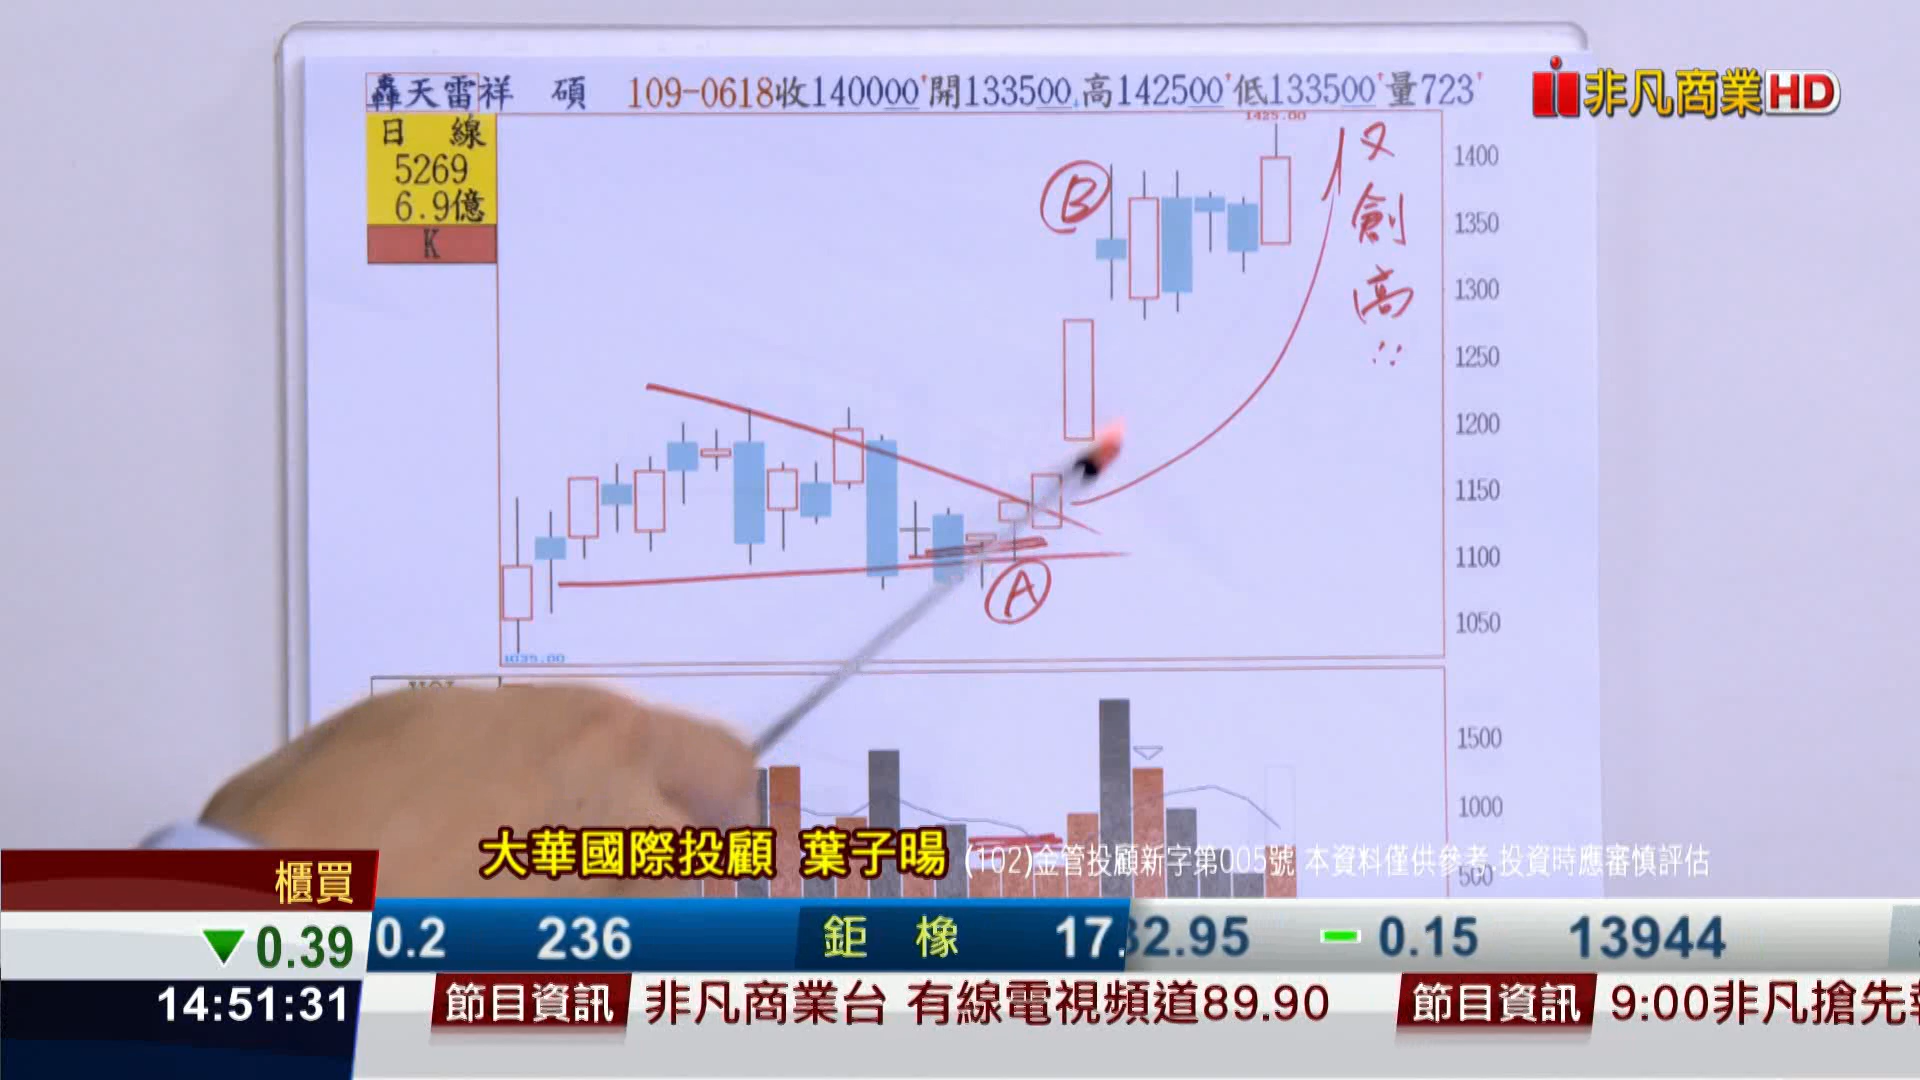 轟天雷祥 碩 109-0618收140000'開133500高142500'低133500'量723'
非凡商業HD
日 線
5269
6.9億
K
1425.00
1400
1350
1300
1250
1200
1150
1100
1050
1035.00
又創高!!
B
A
1500
1000
500
大華國際投顧 葉子暘
(102)金管投顧新字第005號 本資料僅供參考.投資時應審慎評估
櫃買
▼0.39
0.2 236 鉅 橡 17.
32.95 0.15 13944
14:51:31
節目資訊 非凡商業台 有線電視頻道89.90 節目資訊 9:00非凡搶先